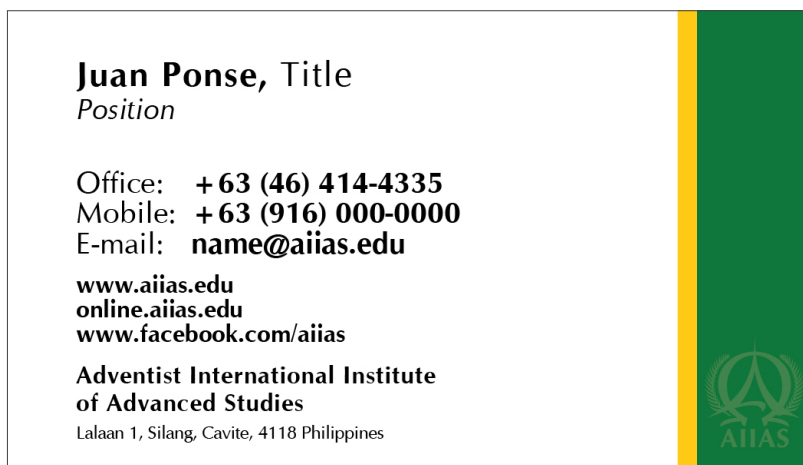 Juan Ponse, Title
Position
Office: +63 (46) 414-4335
Mobile: +63 (916) 000-0000
E-mail: name@aiias.edu
www.aiias.edu
online.aiias.edu
www.facebook.com/aiias
Adventist International Institute
of Advanced Studies
Lalaan 1, Silang, Cavite, 4118 Philippines
AIIAS